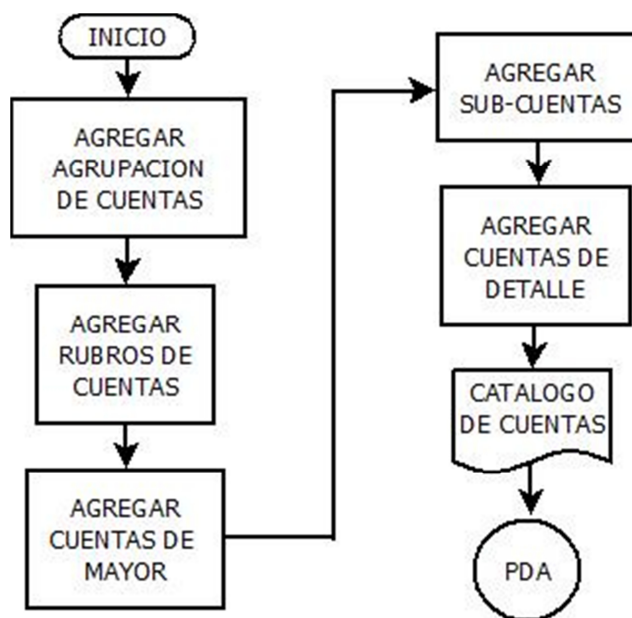 INICIO
AGREGAR
AGRUPACION
DE CUENTAS
AGREGAR
RUBROS DE
CUENTAS
AGREGAR
CUENTAS DE
MAYOR
AGREGAR
SUB-CUENTAS
AGREGAR
CUENTAS DE
DETALLE
CATALOGO
DE CUENTAS
PDA